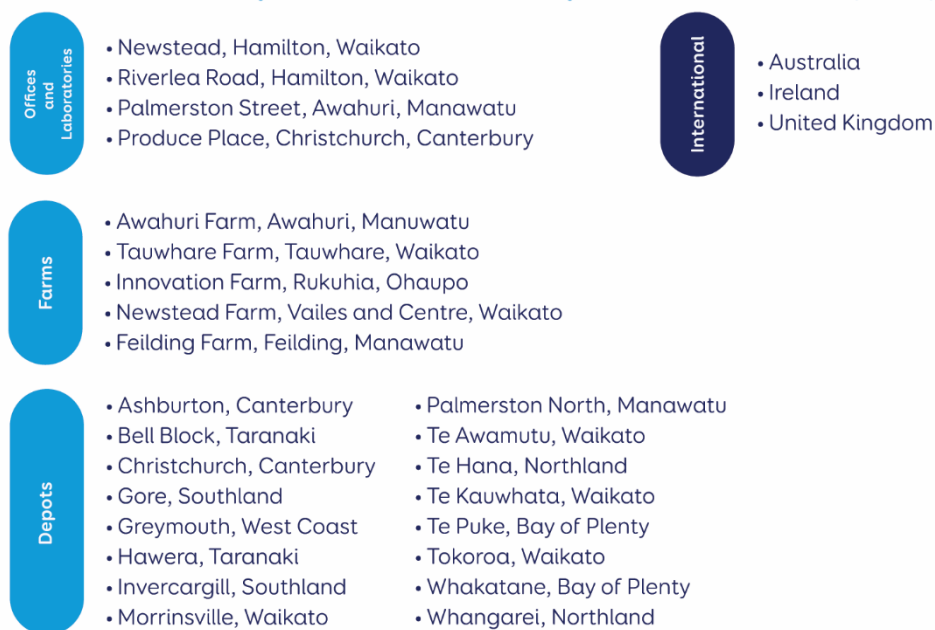 Offices
and
Laboratories
• Newstead, Hamilton, Waikato
• Riverlea Road, Hamilton, Waikato
• Palmerston Street, Awahuri, Manawatu
• Produce Place, Christchurch, Canterbury
International
• Australia
• Ireland
• United Kingdom
Farms
• Awahuri Farm, Awahuri, Manuwatu
• Tauwhare Farm, Tauwhare, Waikato
• Innovation Farm, Rukuhia, Ohaupo
• Newstead Farm, Vailes and Centre, Waikato
• Feilding Farm, Feilding, Manawatu
Depots
• Ashburton, Canterbury
• Bell Block, Taranaki
• Christchurch, Canterbury
• Gore, Southland
• Greymouth, West Coast
• Hawera, Taranaki
• Invercargill, Southland
• Morrinsville, Waikato
• Palmerston North, Manawatu
• Te Awamutu, Waikato
• Te Hana, Northland
• Te Kauwhata, Waikato
• Te Puke, Bay of Plenty
• Tokoroa, Waikato
• Whakatane, Bay of Plenty
• Whangarei, Northland